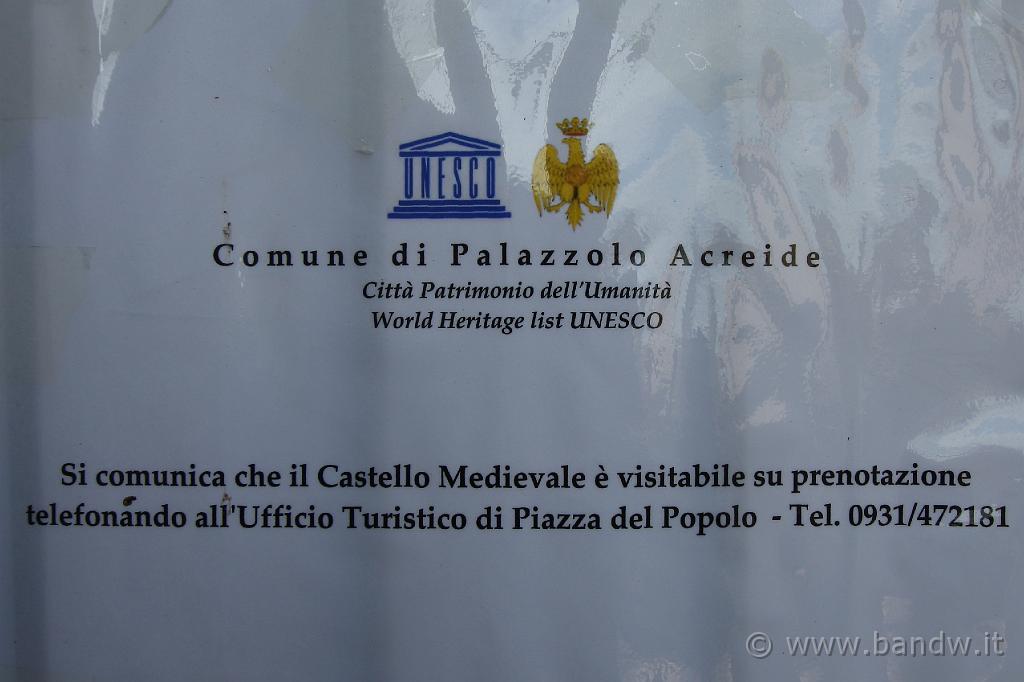 UNESCO
Comune di Palazzolo Acreide
Città Patrimonio dell'Umanità
World Heritage list UNESCO
Si comunica che il Castello Medievale è visitabile su prenotazione
telefonando all'Ufficio Turistico di Piazza del Popolo - Tel. 0931/472181
© www.bandw.it